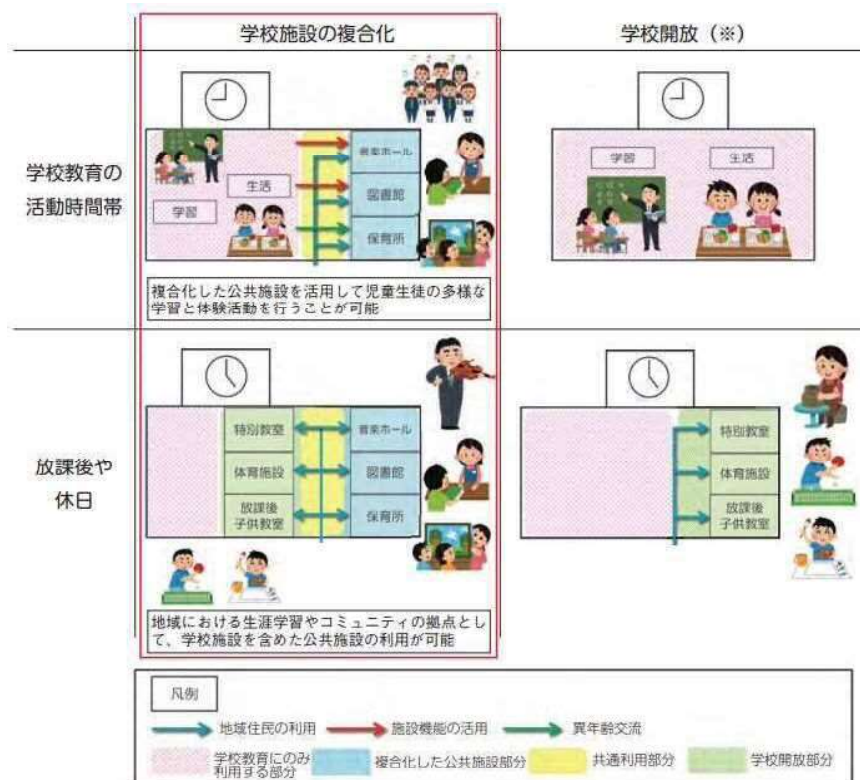 学校施設の複合化
学校開放（※）
学校教育の
活動時間帯
学習
生活
音楽ホール
図書館
保育所
複合化した公共施設を活用して児童生徒の多様な
学習と体験活動を行うことが可能
学習
生活
放課後や
休日
特別教室
体育施設
放課後
子供教室
音楽ホール
図書館
保育所
地域における生涯学習やコミュニティの拠点とし
て、学校施設を含めた公共施設の利用が可能
特別教室
体育施設
放課後
子供教室
凡例
地域住民の利用
施設機能の活用
異年齢交流
学校教育にのみ
利用する部分
複合化した公共施設部分
共通利用部分
学校開放部分